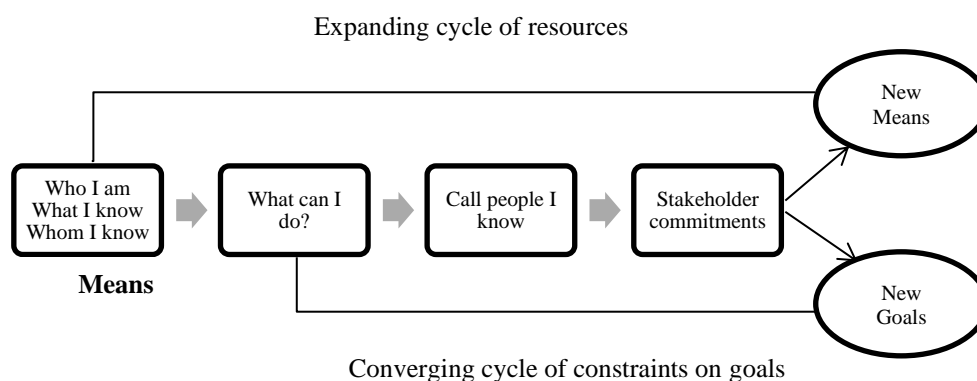 Expanding cycle of resources
New
Means
Who I am
What I know
Whom I know
What can I
do?
Call people I
know
Stakeholder
commitments
Means
New
Goals
Converging cycle of constraints on goals